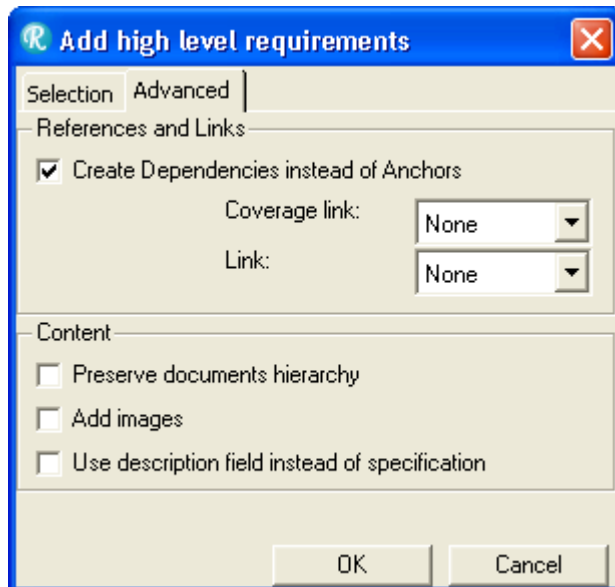 R Add high level requirements
Selection Advanced
References and Links
Create Dependencies instead of Anchors
Coverage link: None
Link: None
Content
Preserve documents hierarchy
Add images
Use description field instead of specification
OK Cancel